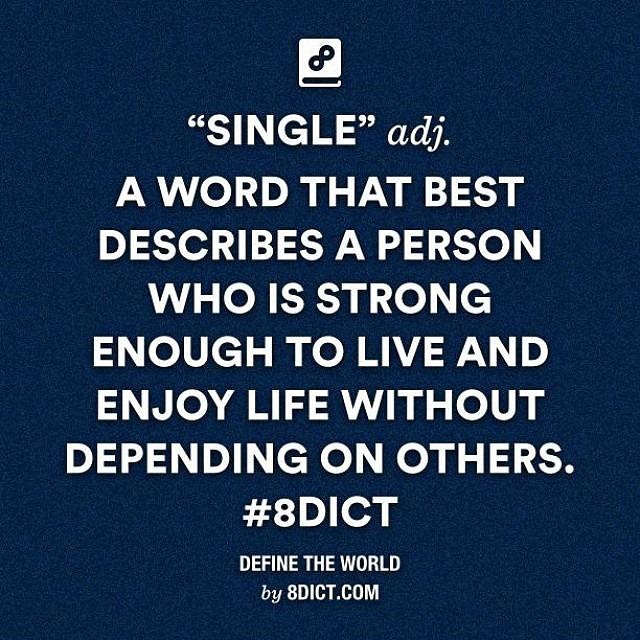 “SINGLE” adj.
A WORD THAT BEST
DESCRIBES A PERSON
WHO IS STRONG
ENOUGH TO LIVE AND
ENJOY LIFE WITHOUT
DEPENDING ON OTHERS.
#8DICT
DEFINE THE WORLD
by 8DICT.COM